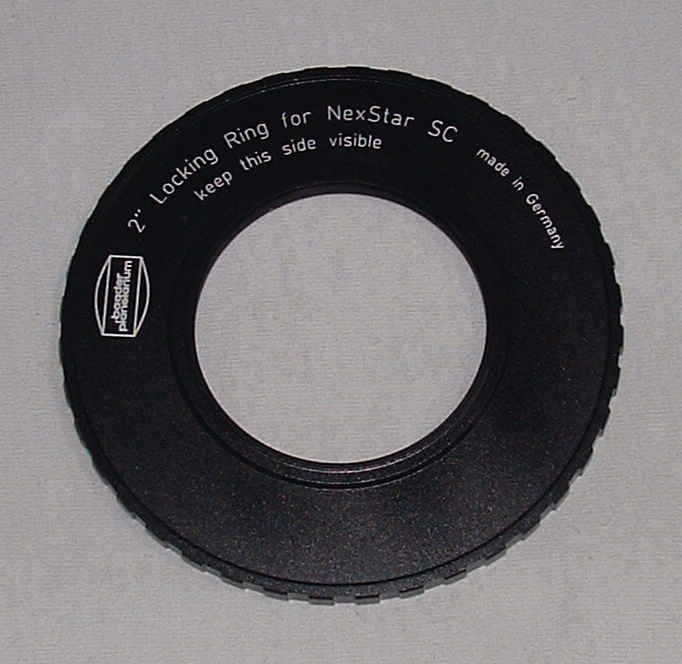 2" Locking Ring for NexStar SC
keep this side visible
made in Germany
baader
planetarium